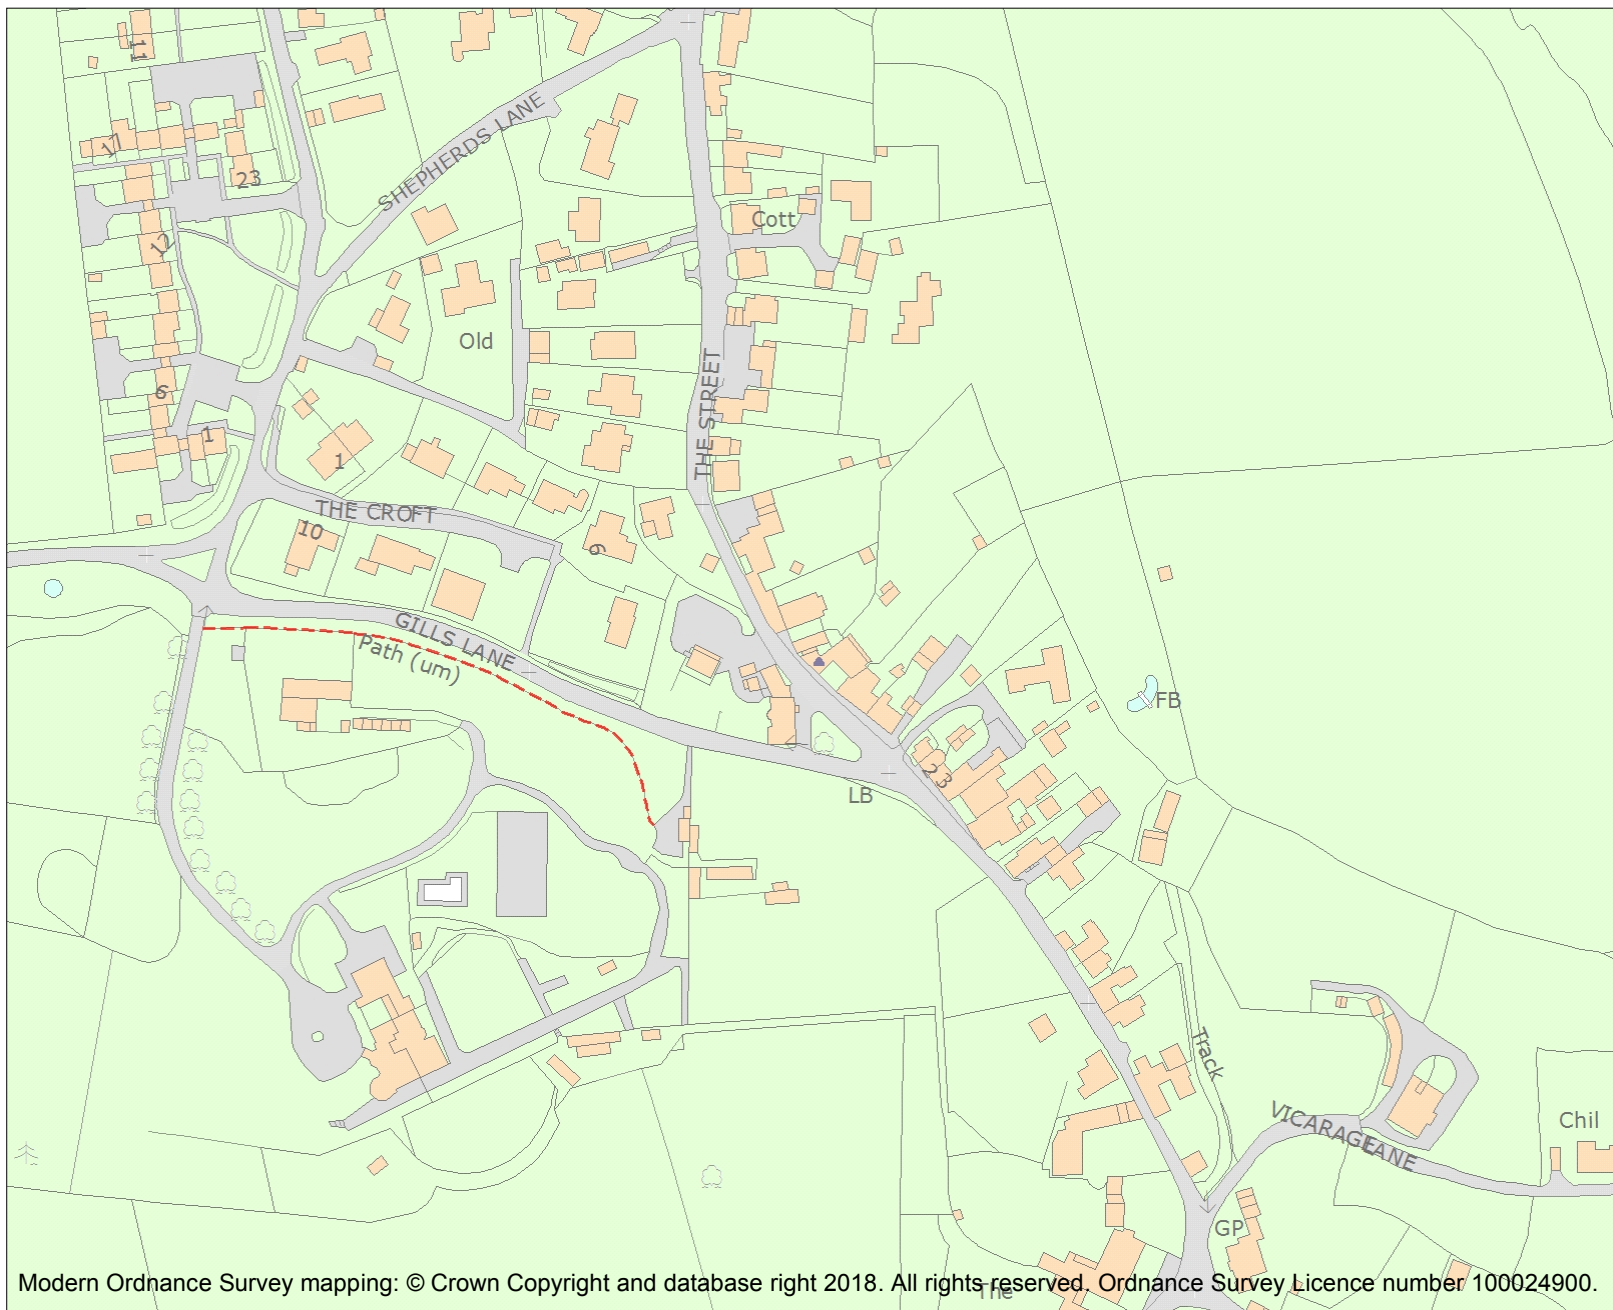 11
17
23
SHEPHERDS LANE
12
Cott
Old
6
1
1
THE STREET
THE CROFT
10
6
GILLS LANE
Path (um)
FB
23
LB
Track
VICARAGE LANE
Chil
GP
The
Modern Ordnance Survey mapping: © Crown Copyright and database right 2018. All rights reserved. Ordnance Survey Licence number 100024900.